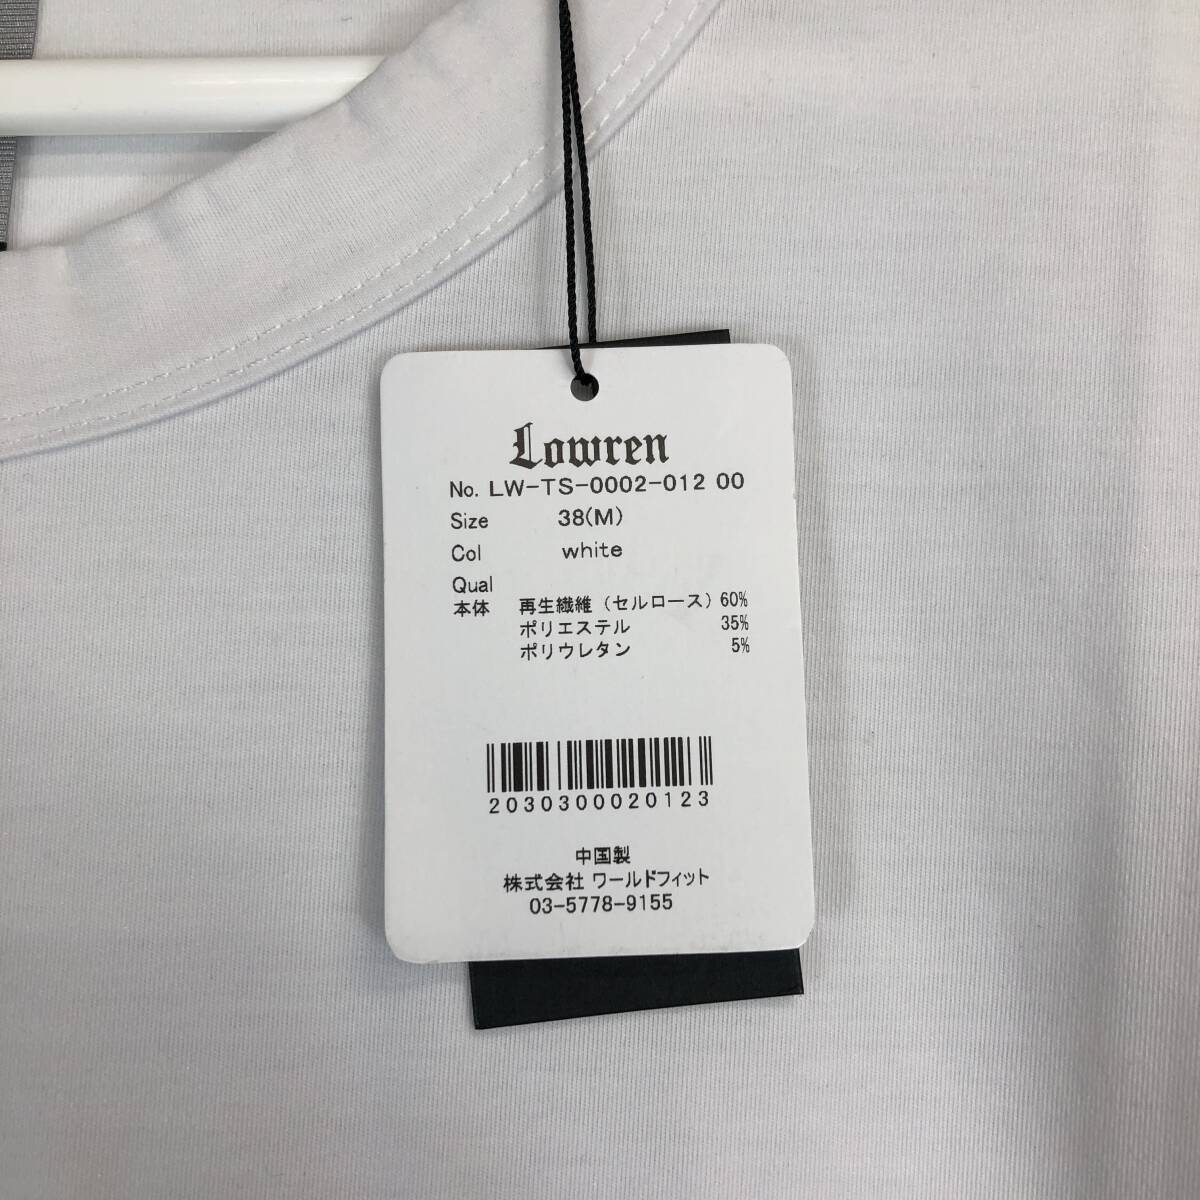 Lowren
No. LW-TS-0002-012 00
Size 38(M)
Col white
Qual
本体 再生繊維（セルロース）60%
ポリエステル 35%
ポリウレタン 5%
2030300020123
中国製
株式会社 ワールドフィット
03-5778-9155